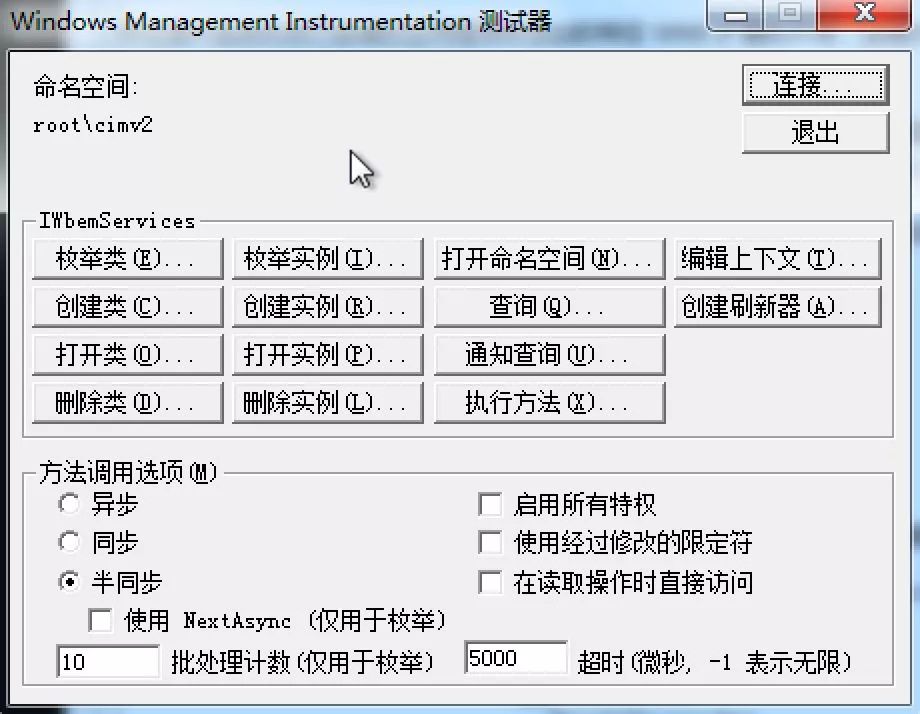 Windows Management Instrumentation 测试器
命名空间:
连接...
root\cimv2
退出
IWbemServices
枚举类(E)... 枚举实例(I)... 打开命名空间(N)... 编辑上下文(T)...
创建类(C)... 创建实例(R)... 查询(Q)... 创建刷新器(A)...
打开类(O)... 打开实例(P)... 通知查询(U)...
删除类(D)... 删除实例(L)... 执行方法(X)...
方法调用选项(M)
异步 启用所有特权
同步 使用经过修改的限定符
半同步 在读取操作时直接访问
使用 NextAsync (仅用于枚举)
10 批处理计数(仅用于枚举) 5000 超时(微秒, -1 表示无限)